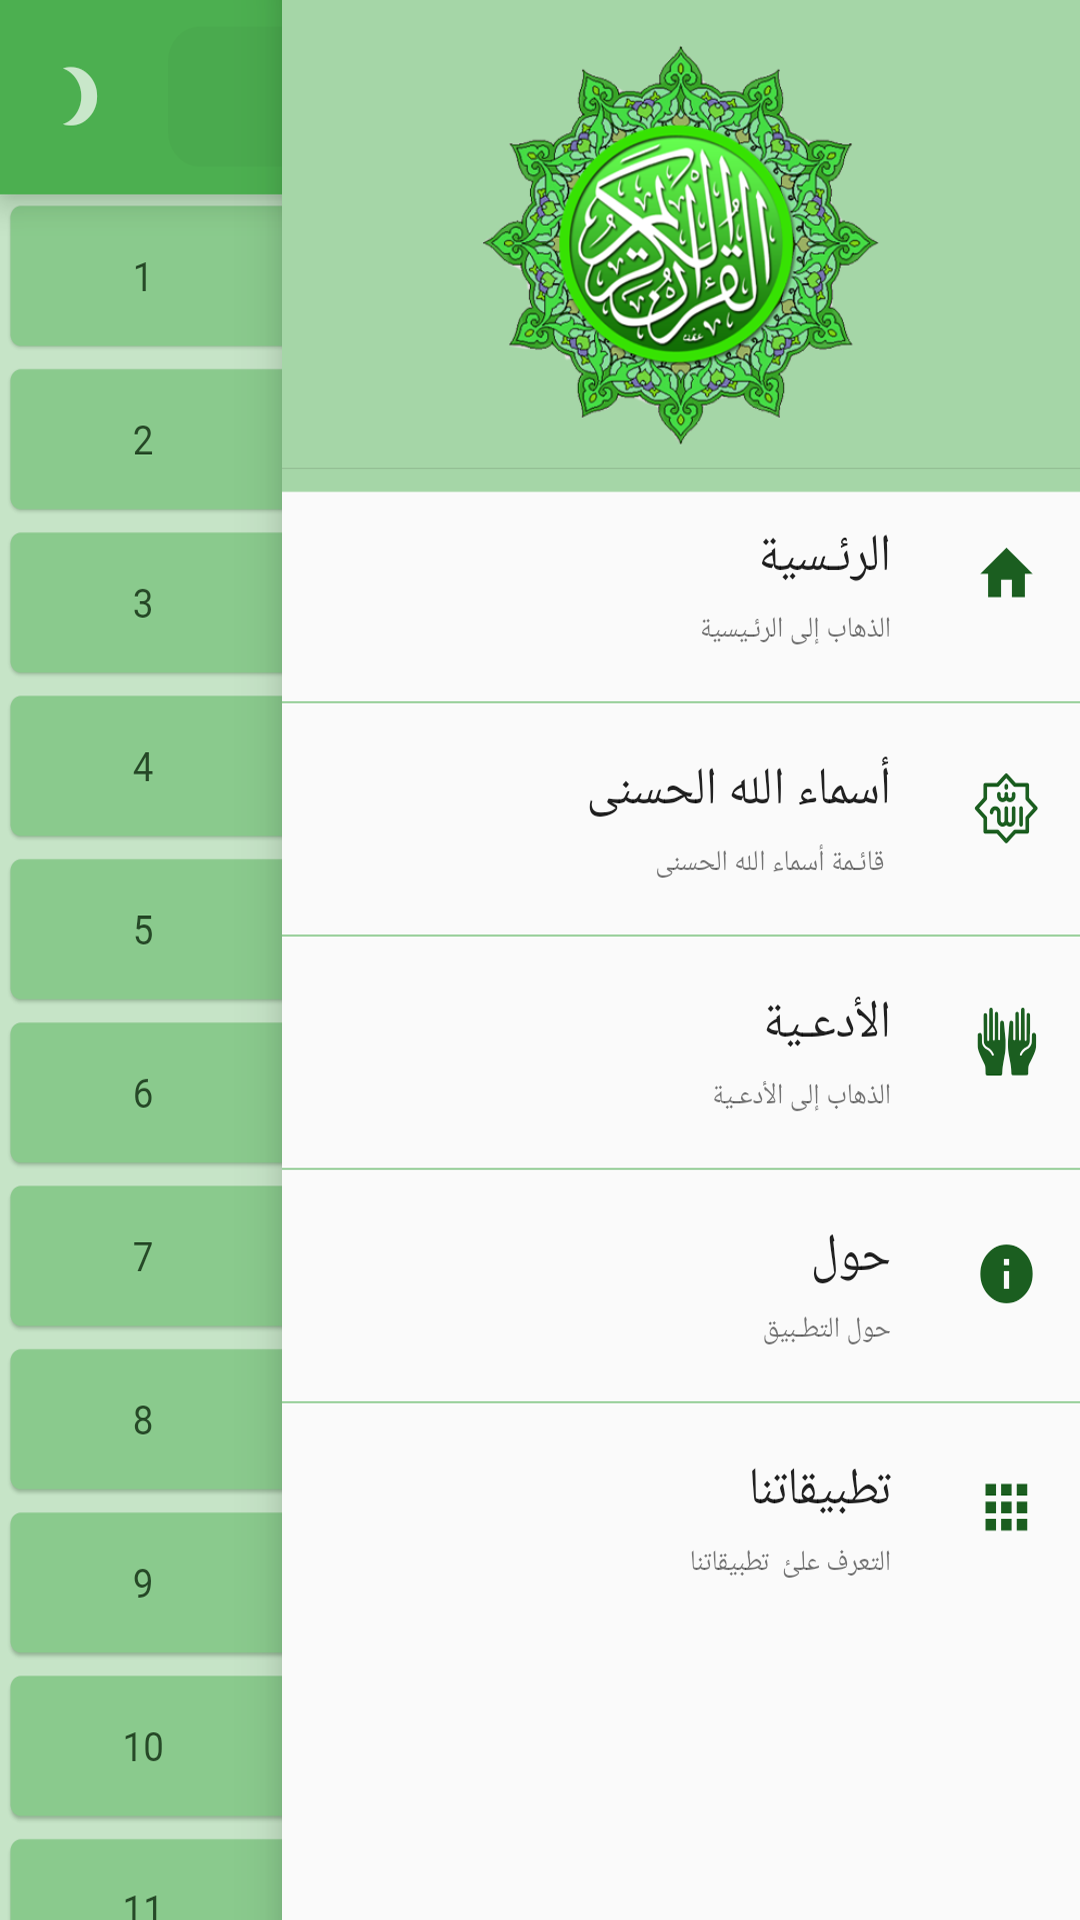 القرآن الكريم
الرئسية
الذهاب إلى الرئيسية
أسماء الله الحسنى
قائمة أسماء الله الحسنى
الأدعية
الذهاب إلى الأدعية
حول
حول التطبيق
تطبيقاتنا
التعرف علئ تطبيقاتنا
1
2
3
4
5
6
7
8
9
10
11